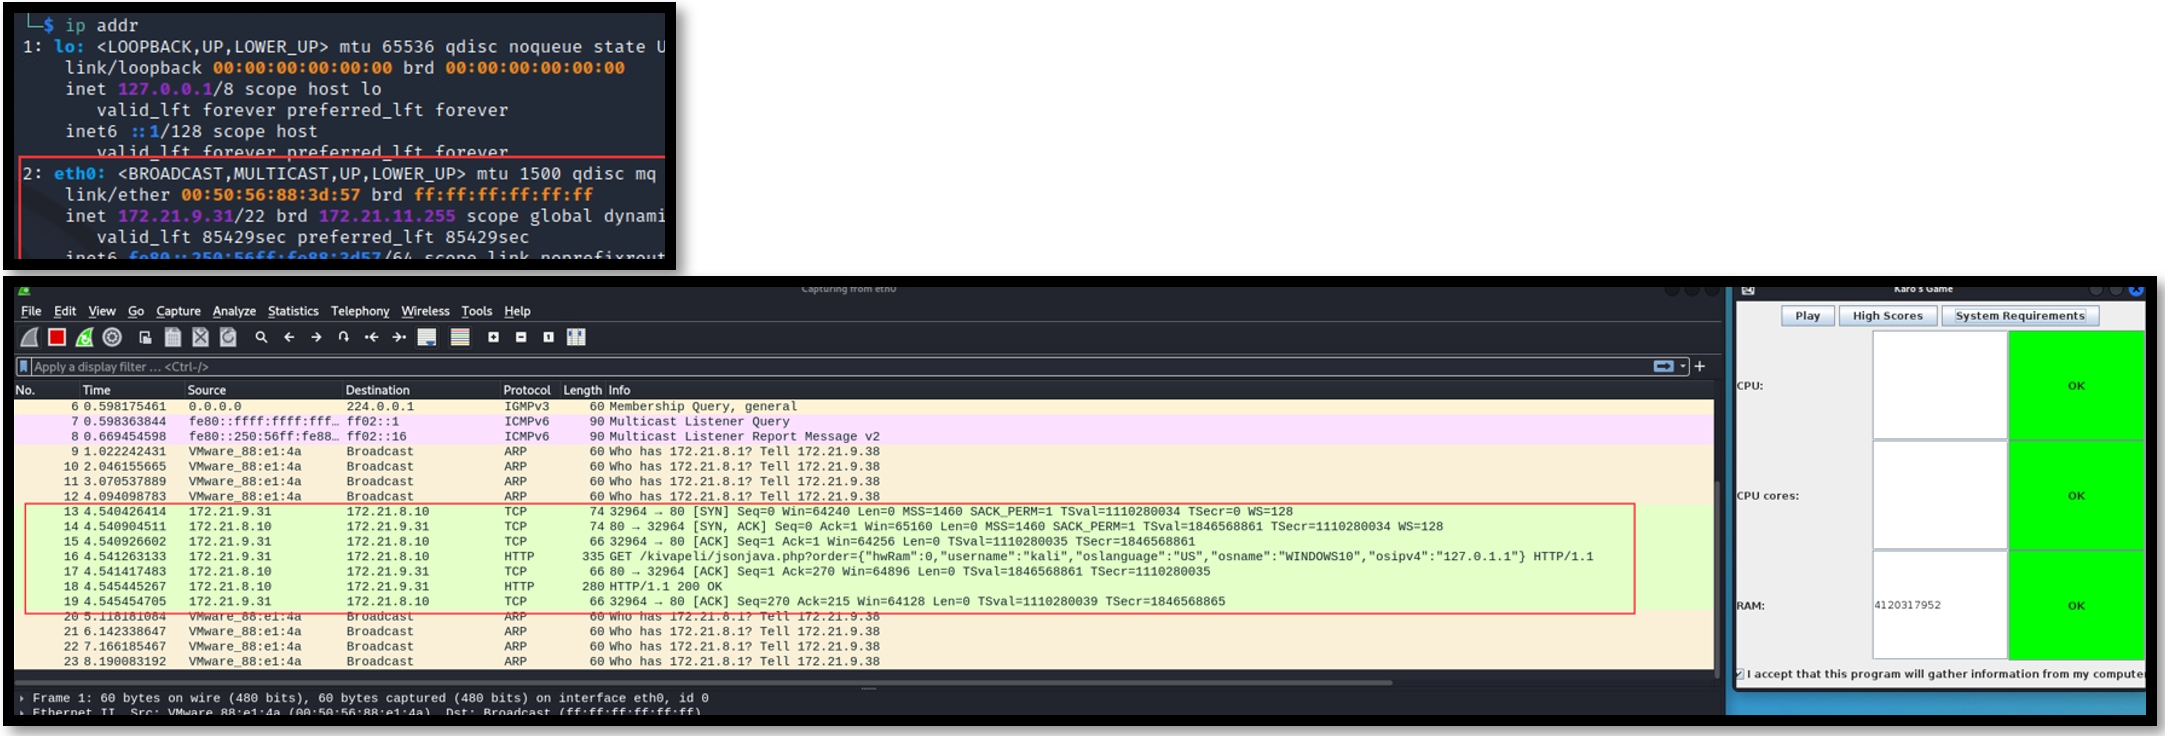 └─$ ip addr
1: lo: <LOOPBACK,UP,LOWER_UP> mtu 65536 qdisc noqueue state U
link/loopback 00:00:00:00:00:00 brd 00:00:00:00:00:00
inet 127.0.0.1/8 scope host lo
valid_lft forever preferred_lft forever
inet6 ::1/128 scope host
valid_lft forever preferred_lft forever
2: eth0: <BROADCAST,MULTICAST,UP,LOWER_UP> mtu 1500 qdisc mq
link/ether 00:50:56:88:3d:57 brd ff:ff:ff:ff:ff:ff
inet 172.21.9.31/22 brd 172.21.11.255 scope global dynami
valid_lft 85429sec preferred_lft 85429sec
inet6 fe80::250:56ff:fe88:3d57/64 scope link noprefixrout
Capturing from eth0
File Edit View Go Capture Analyze Statistics Telephony Wireless Tools Help
Apply a display filter ... <Ctrl-/>
No. Time Source Destination Protocol Length Info
6 0.598175461 0.0.0.0 224.0.0.1 IGMPv3 60 Membership Query, general
7 0.598363844 fe80::ffff:ffff:fff… ff02::1 ICMPv6 90 Multicast Listener Query
8 0.669454598 fe80::250:56ff:fe88… ff02::16 ICMPv6 90 Multicast Listener Report Message v2
9 1.022242431 VMware_88:e1:4a Broadcast ARP 60 Who has 172.21.8.1? Tell 172.21.9.38
10 2.046155665 VMware_88:e1:4a Broadcast ARP 60 Who has 172.21.8.1? Tell 172.21.9.38
11 3.070537889 VMware_88:e1:4a Broadcast ARP 60 Who has 172.21.8.1? Tell 172.21.9.38
12 4.094098783 VMware_88:e1:4a Broadcast ARP 60 Who has 172.21.8.1? Tell 172.21.9.38
13 4.540426414 172.21.9.31 172.21.8.10 TCP 74 32964 → 80 [SYN] Seq=0 Win=64240 Len=0 MSS=1460 SACK_PERM=1 TSval=1110280034 TSecr=0 WS=128
14 4.540904511 172.21.8.10 172.21.9.31 TCP 74 80 → 32964 [SYN, ACK] Seq=0 Ack=1 Win=65160 Len=0 MSS=1460 SACK_PERM=1 TSval=1846568861 TSecr=1110280034 WS=128
15 4.540926602 172.21.9.31 172.21.8.10 TCP 66 32964 → 80 [ACK] Seq=1 Ack=1 Win=64256 Len=0 TSval=1110280035 TSecr=1846568861
16 4.541263133 172.21.9.31 172.21.8.10 HTTP 335 GET /kivapeli/jsonjava.php?order={"hwRam":0,"username":"kali","oslanguage":"US","osname":"WINDOWS10","osipv4":"127.0.1.1"} HTTP/1.1
17 4.541417483 172.21.8.10 172.21.9.31 TCP 66 80 → 32964 [ACK] Seq=1 Ack=270 Win=64896 Len=0 TSval=1846568861 TSecr=1110280035
18 4.545445267 172.21.8.10 172.21.9.31 HTTP 280 HTTP/1.1 200 OK
19 4.545454705 172.21.9.31 172.21.8.10 TCP 66 32964 → 80 [ACK] Seq=270 Ack=215 Win=64128 Len=0 TSval=1110280039 TSecr=1846568865
20 5.118181084 VMware_88:e1:4a Broadcast ARP 60 Who has 172.21.8.1? Tell 172.21.9.38
21 6.142338647 VMware_88:e1:4a Broadcast ARP 60 Who has 172.21.8.1? Tell 172.21.9.38
22 7.166185467 VMware_88:e1:4a Broadcast ARP 60 Who has 172.21.8.1? Tell 172.21.9.38
23 8.190083192 VMware_88:e1:4a Broadcast ARP 60 Who has 172.21.8.1? Tell 172.21.9.38
Frame 1: 60 bytes on wire (480 bits), 60 bytes captured (480 bits) on interface eth0, id 0
Ethernet II, Src: VMware_88:e1:4a (00:50:56:88:e1:4a), Dst: Broadcast (ff:ff:ff:ff:ff:ff)
Karo's Game
Play High Scores System Requirements
CPU: OK
CPU cores: OK
RAM: 4120317952 OK
I accept that this program will gather information from my compute